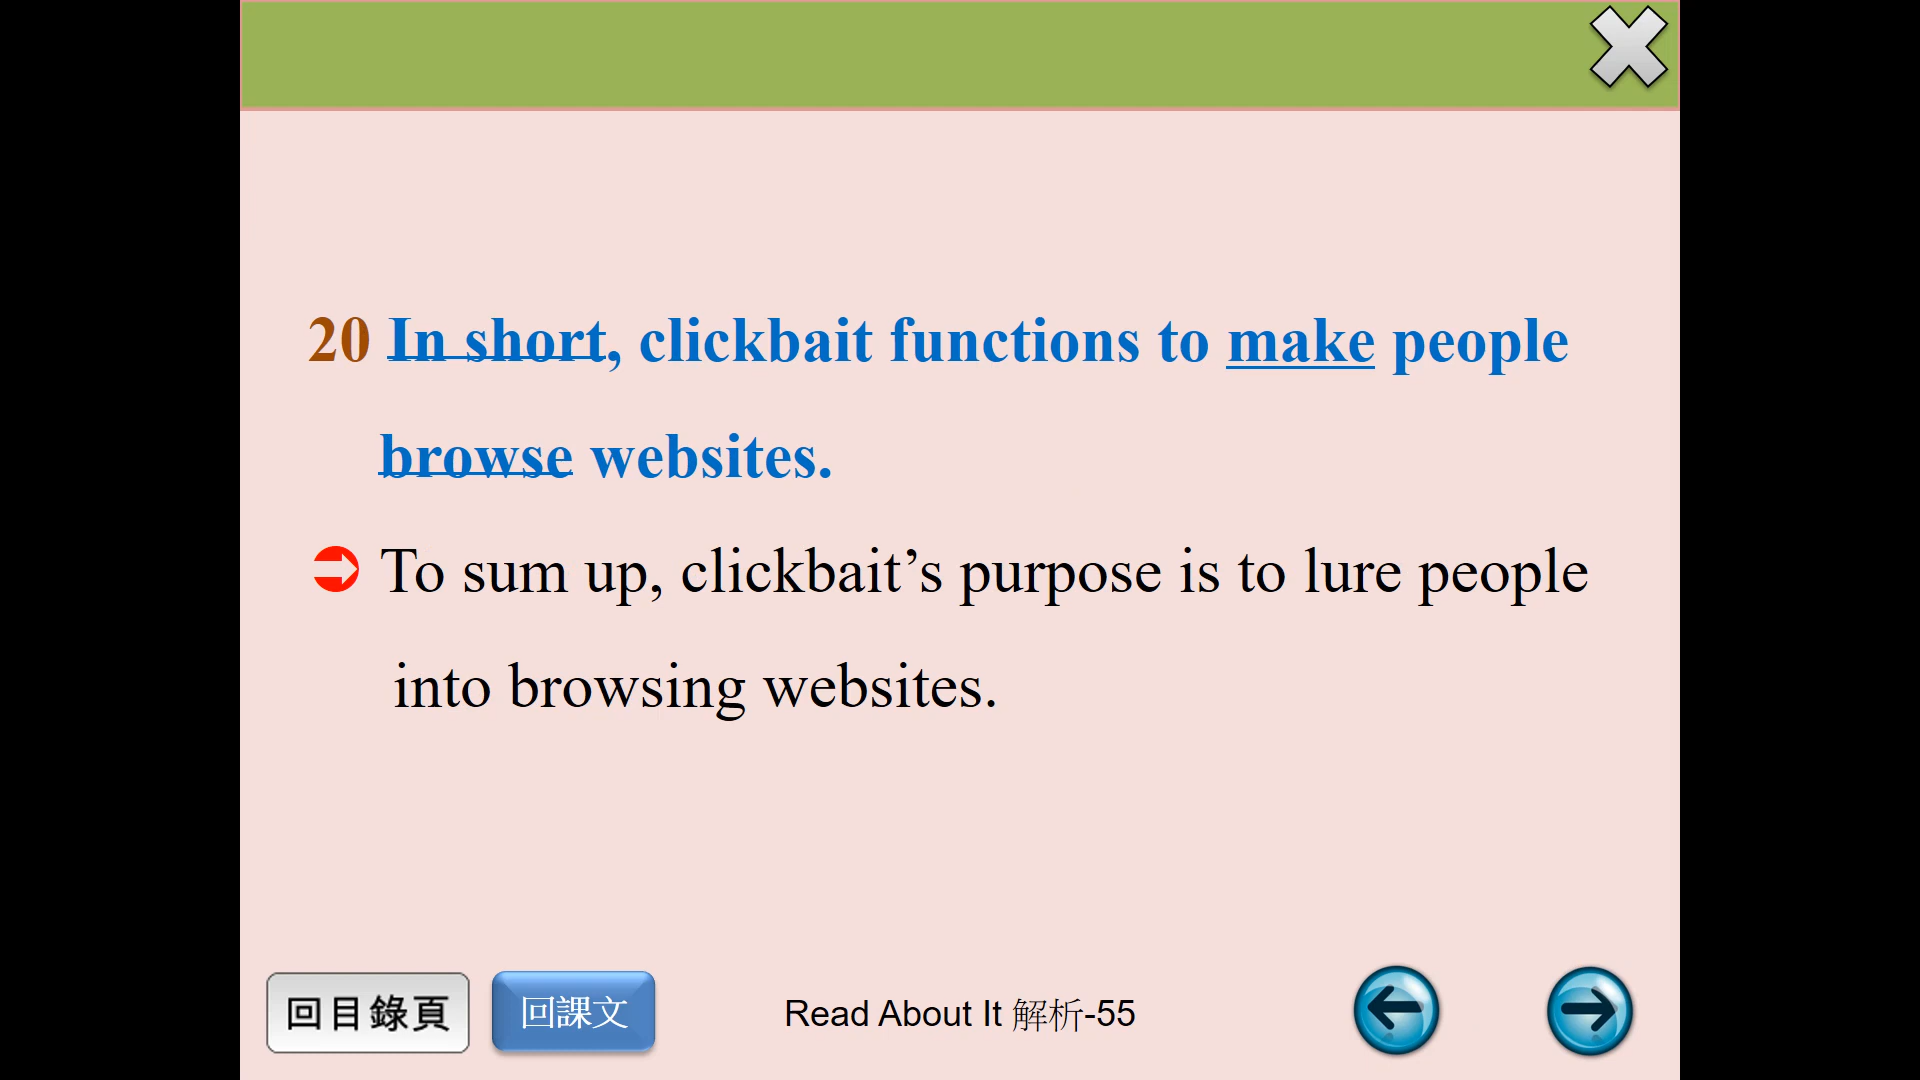 20 In short, clickbait functions to make people
browse websites.
➲ To sum up, clickbait’s purpose is to lure people
into browsing websites.
回目錄頁 回課文 Read About It 解析-55